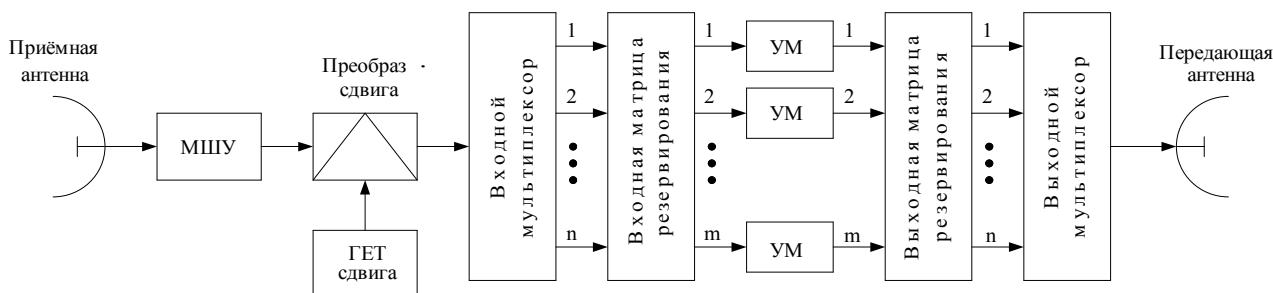 Приёмная
антенна
МШУ
Преобраз .
сдвига
ГЕТ
сдвига
Входной
мультиплексор
1
2
n
Входная матрица
резервирования
1
2
m
УМ
УМ
УМ
1
2
m
Выходная матрица
резервирования
1
2
n
Выходной
мультиплексор
Передающая
антенна